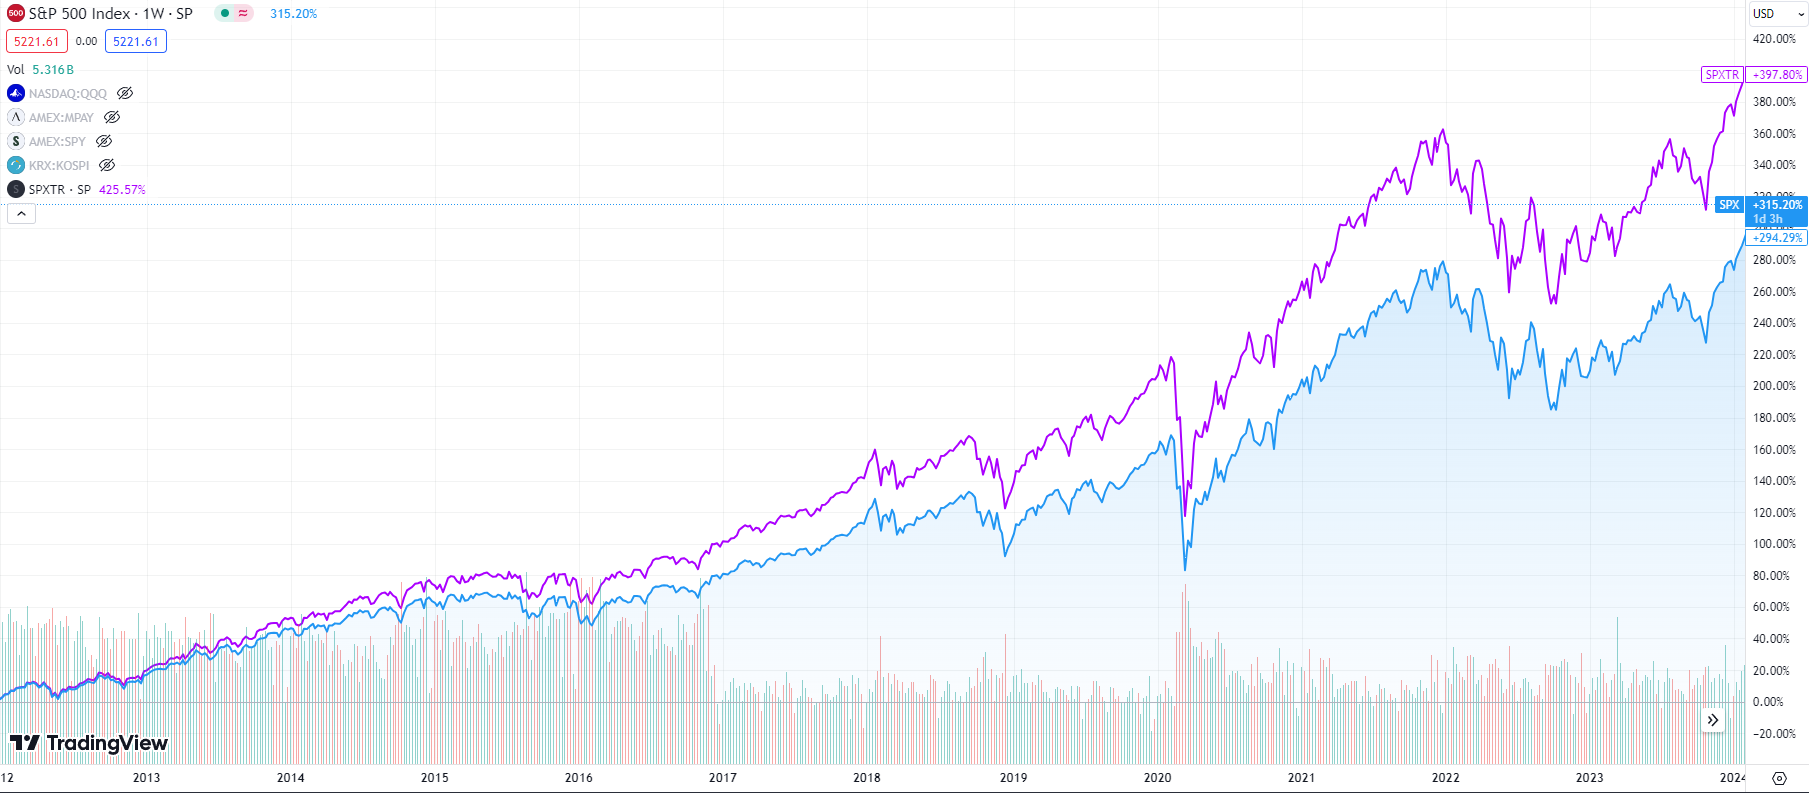 S&P 500 Index · 1W · SP 315.20%
5221.61 0.00 5221.61
Vol 5.316B
NASDAQ:QQQ
AMEX:MPAY
AMEX:SPY
KRX:KOSPI
SPXTR · SP 425.57%
USD
420.00%
SPXTR +397.80%
380.00%
360.00%
340.00%
320.00%
SPX +315.20%
1d 3h
+294.29%
280.00%
260.00%
240.00%
220.00%
200.00%
180.00%
160.00%
140.00%
120.00%
100.00%
80.00%
60.00%
40.00%
20.00%
0.00%
−20.00%
TradingView
12 2013 2014 2015 2016 2017 2018 2019 2020 2021 2022 2023 2024